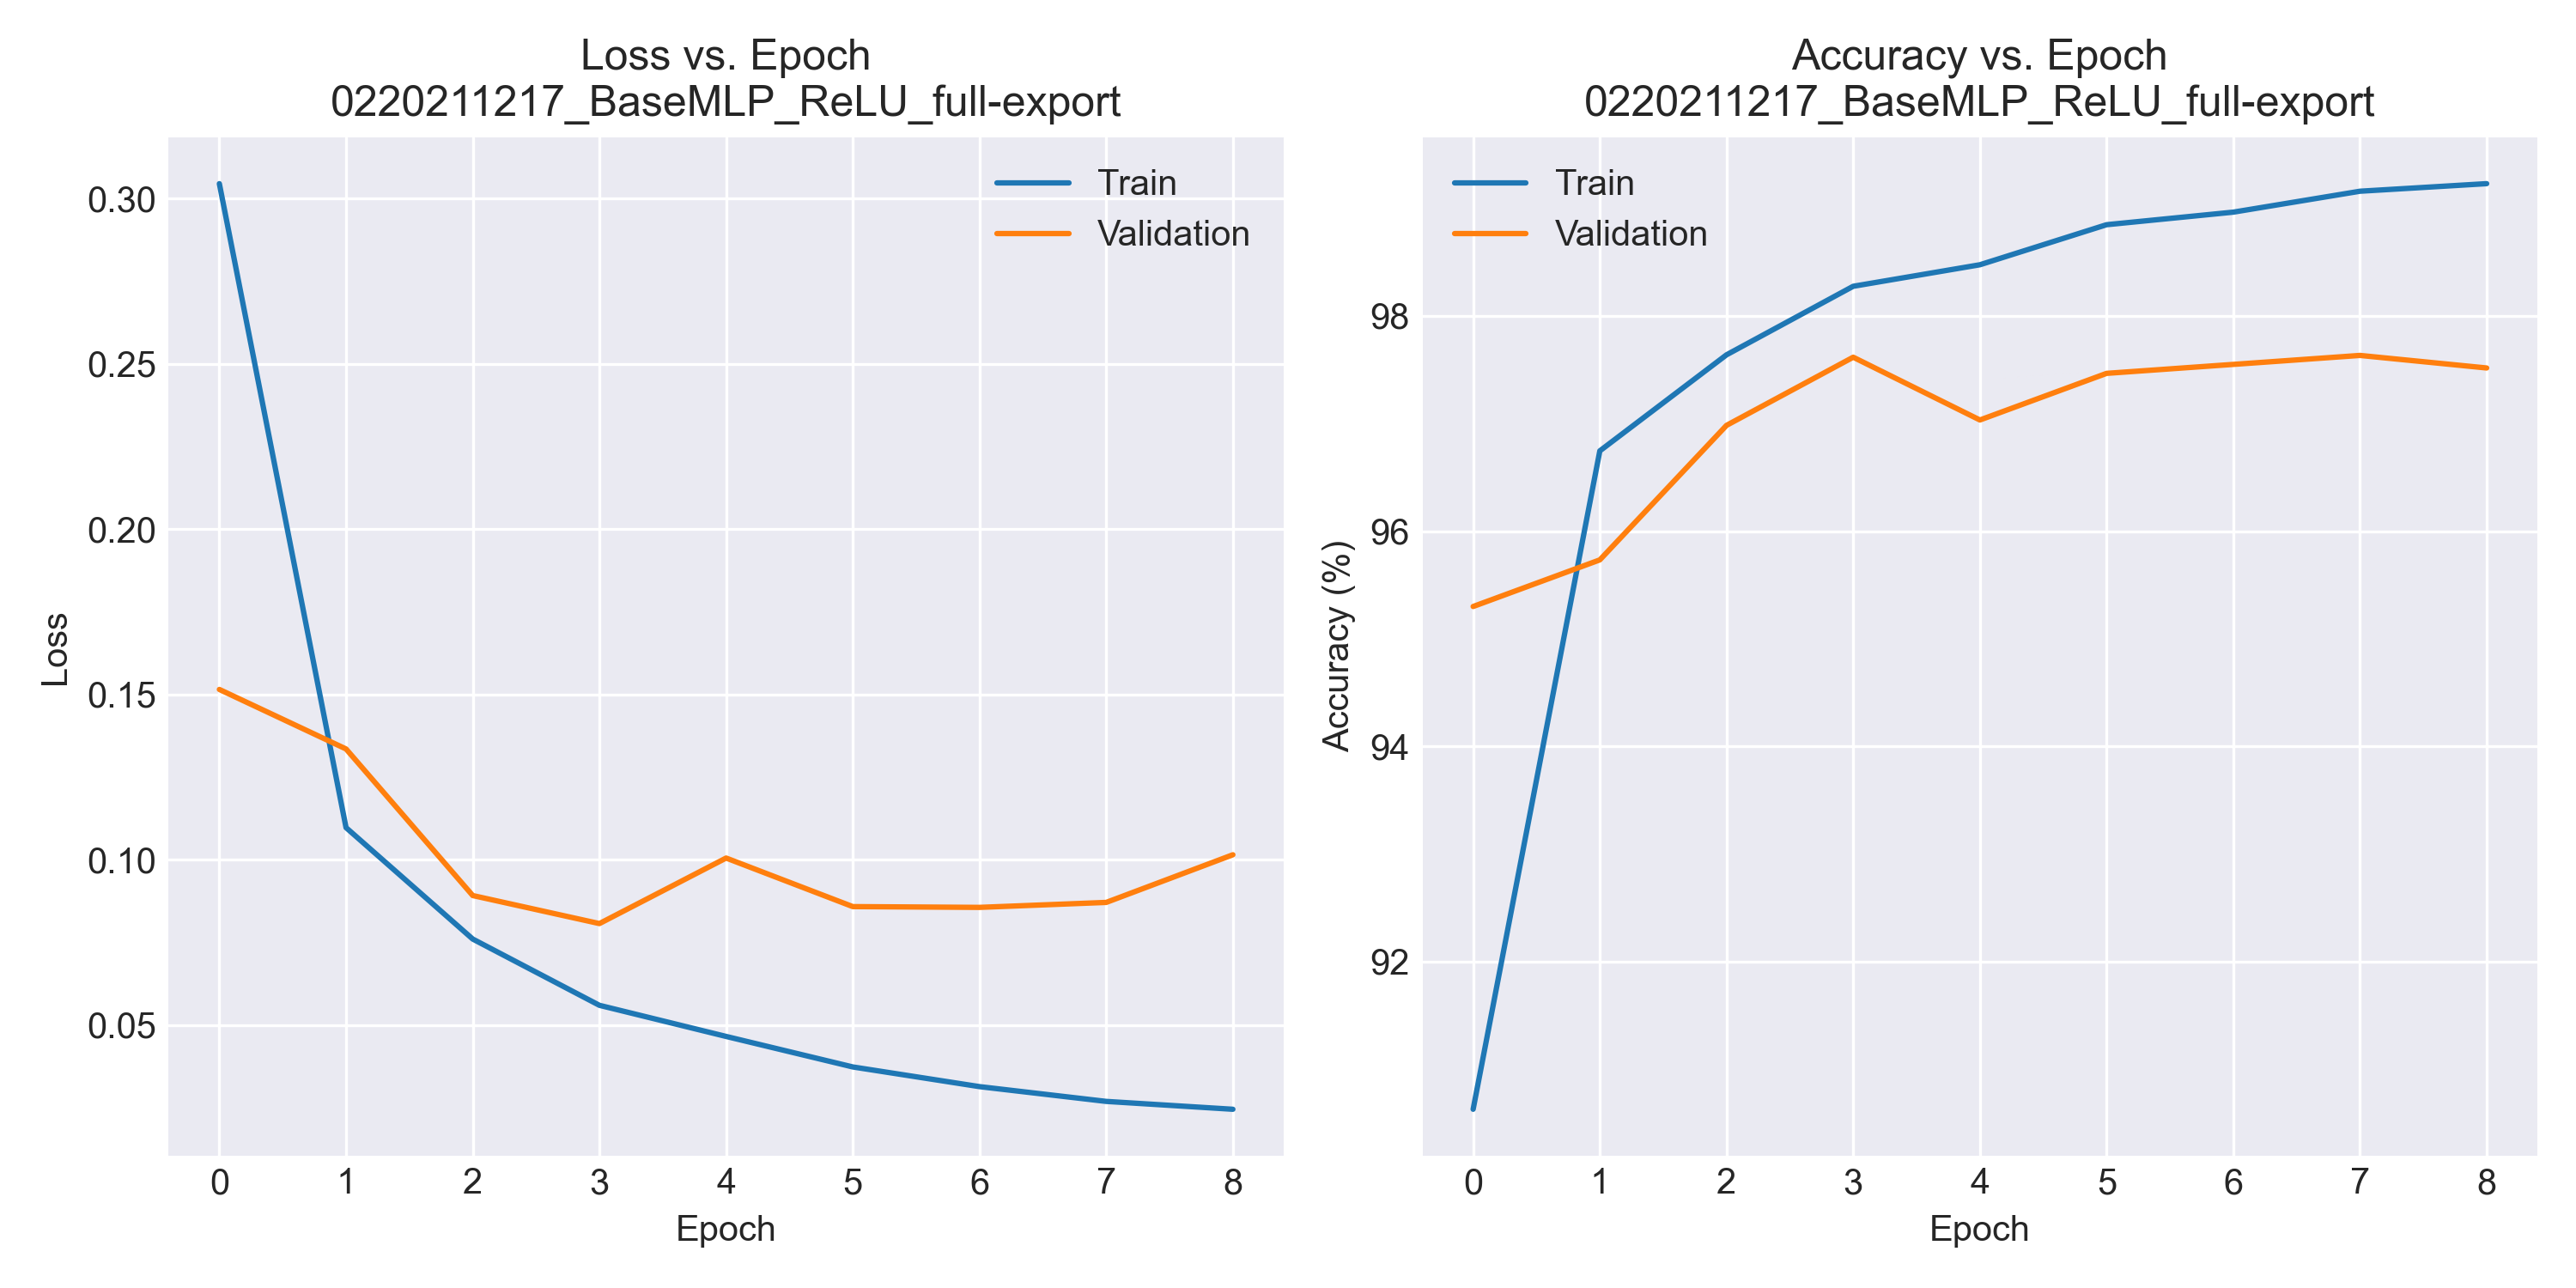 Loss vs. Epoch
0220211217_BaseMLP_ReLU_full-export
Train
Validation
0.30
0.25
0.20
0.15
0.10
0.05
Loss
0 1 2 3 4 5 6 7 8
Epoch
Accuracy vs. Epoch
0220211217_BaseMLP_ReLU_full-export
Train
Validation
98
96
94
92
Accuracy (%)
0 1 2 3 4 5 6 7 8
Epoch